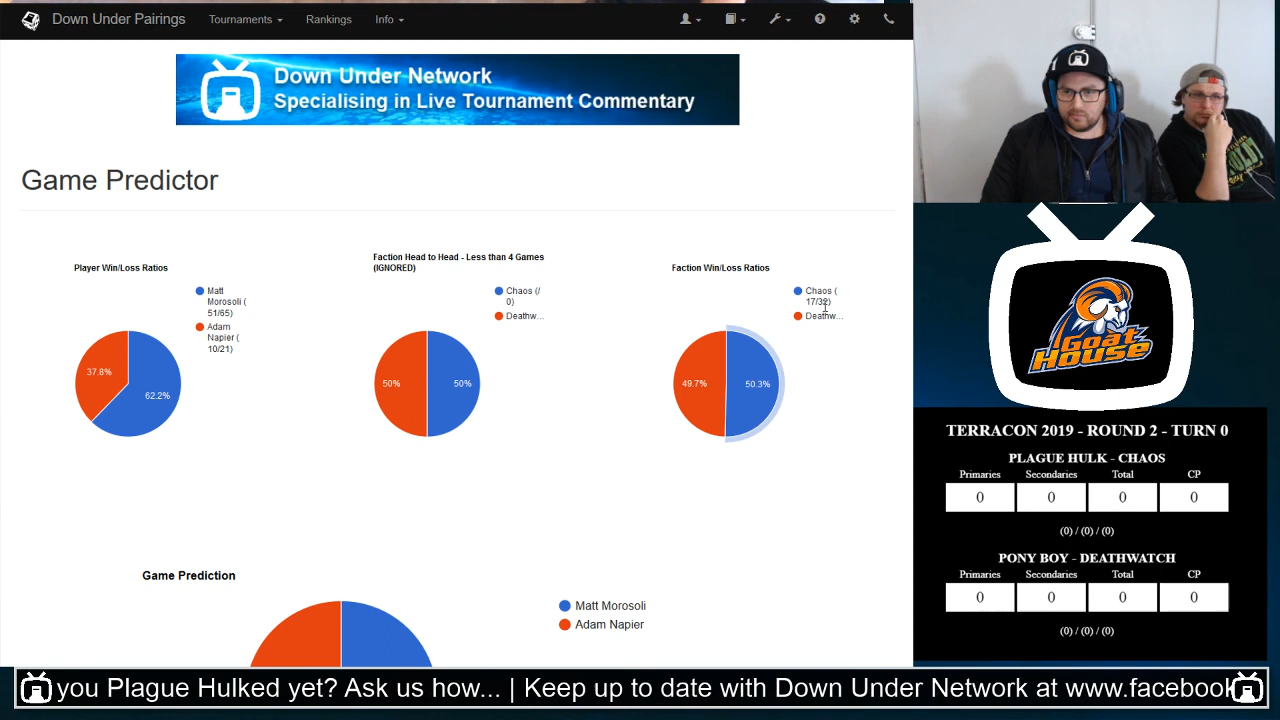 Down Under Pairings Tournaments Rankings Info
Down Under Network
Specialising in Live Tournament Commentary
Game Predictor
Player Win/Loss Ratios
Matt
Morosoli (
51/65)
Adam
Napier (
10/21)
37.8%
62.2%
Faction Head to Head - Less than 4 Games
(IGNORED)
Chaos (/
0)
Deathw...
50%
50%
Faction Win/Loss Ratios
Chaos (
17/32)
Deathw...
49.7%
50.3%
Game Prediction
Matt Morosoli
Adam Napier
Goat
House
TERRACON 2019 - ROUND 2 - TURN 0
PLAGUE HULK - CHAOS
Primaries Secondaries Total CP
0 0 0 0
(0) / (0) / (0)
PONY BOY - DEATHWATCH
Primaries Secondaries Total CP
0 0 0 0
(0) / (0) / (0)
you Plague Hulked yet? Ask us how... | Keep up to date with Down Under Network at www.facebook